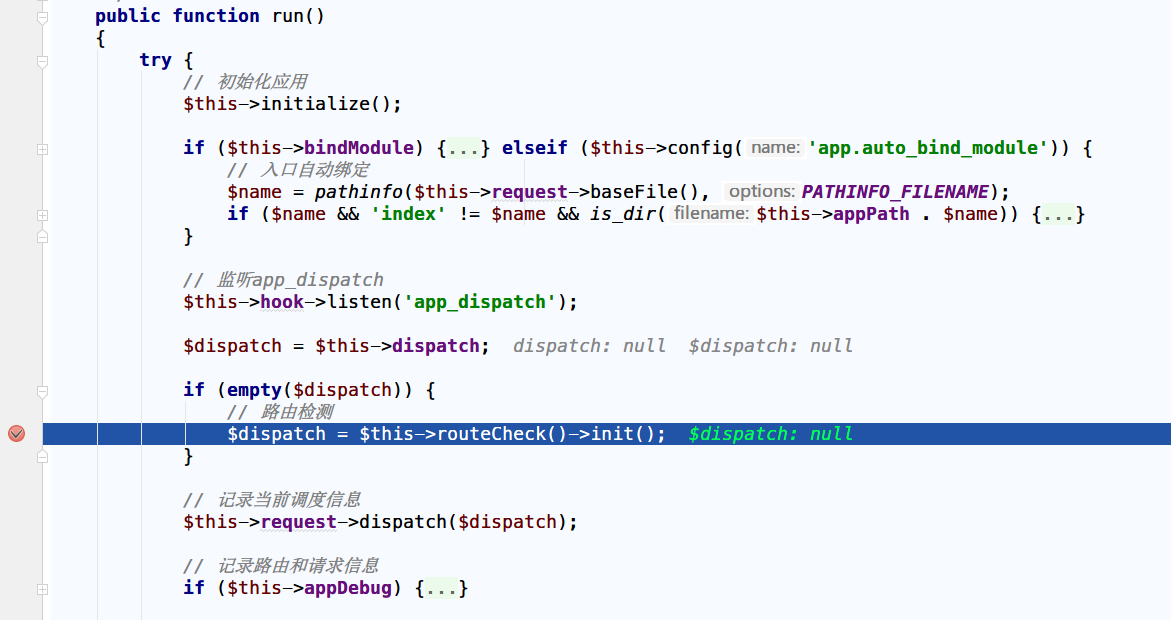 public function run()
{
try {
// 初始化应用
$this->initialize();
if ($this->bindModule) {...} elseif ($this->config( name: 'app.auto_bind_module')) {
// 入口自动绑定
$name = pathinfo($this->request->baseFile(), options: PATHINFO_FILENAME);
if ($name && 'index' != $name && is_dir( filename: $this->appPath . $name)) {...}
}
// 监听app_dispatch
$this->hook->listen('app_dispatch');
$dispatch = $this->dispatch; dispatch: null $dispatch: null
if (empty($dispatch)) {
// 路由检测
$dispatch = $this->routeCheck()->init(); $dispatch: null
}
// 记录当前调度信息
$this->request->dispatch($dispatch);
// 记录路由和请求信息
if ($this->appDebug) {...}